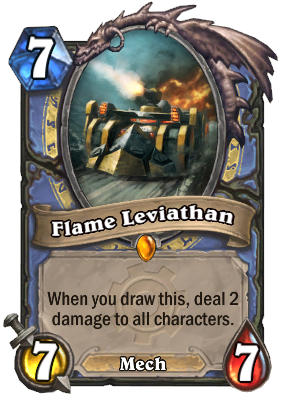 7
Flame Leviathan
When you draw this, deal 2
damage to all characters.
7
Mech
7